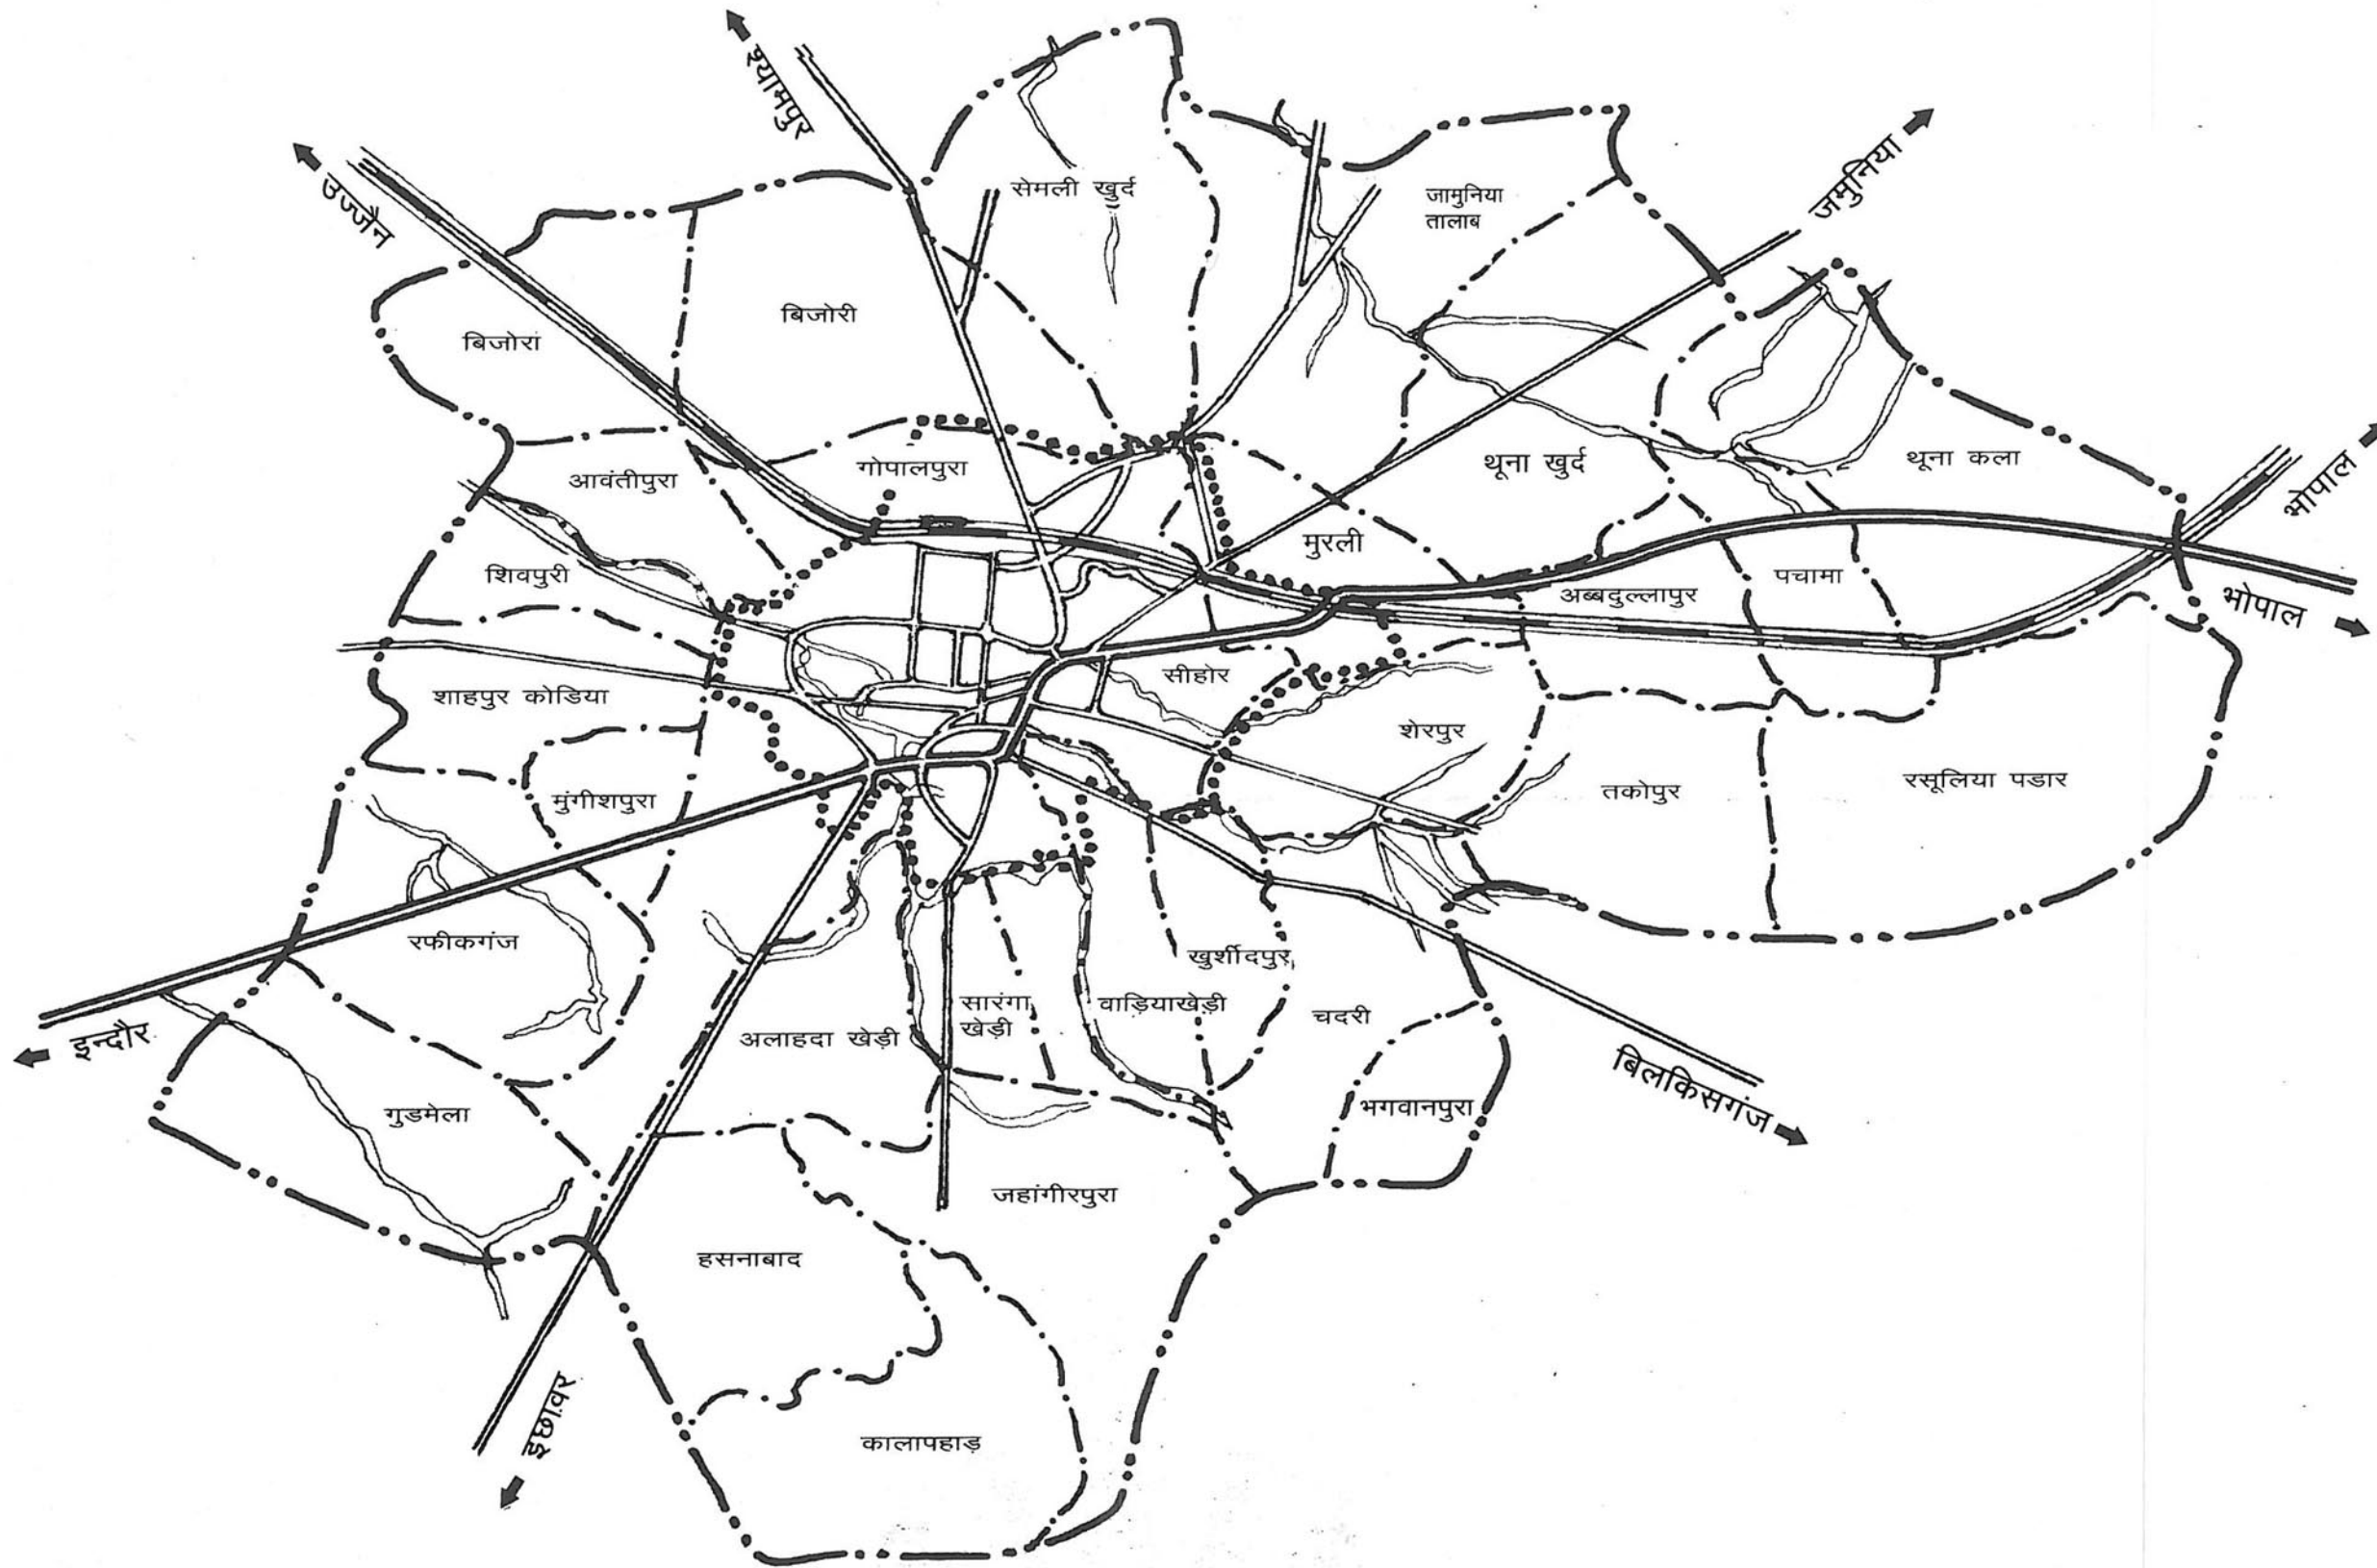 श्यामपुर
उज्जैन
सेमली खुर्द
जामुनिया
तालाब
जमुनिया
बिजोरी
बिजोरा
आवंतीपुरा
गोपालपुरा
थूना खुर्द
थूना कला
भोपाल
मुरली
शिवपुरी
पचामा
अब्बदुल्लापुर
भोपाल
सीहोर
शाहपुर कोडिया
शेरपुर
मुंगीशपुरा
तकोपुर
रसूलिया पडार
रफीकगंज
खुर्शीदपुर
सारंगा
खेड़ी
वाड़ियाखेड़ी
चदरी
अलाहदा खेड़ी
इन्दौर
बिलकिसगंज
गुडमेला
भगवानपुरा
जहांगीरपुरा
हसनाबाद
इछावर
कालापहाड़